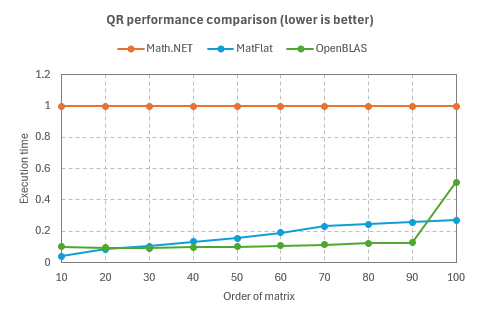 QR performance comparison (lower is better)
Math.NET MatFlat OpenBLAS
1.2
1
0.8
0.6
0.4
0.2
0
Execution time
10 20 30 40 50 60 70 80 90 100
Order of matrix